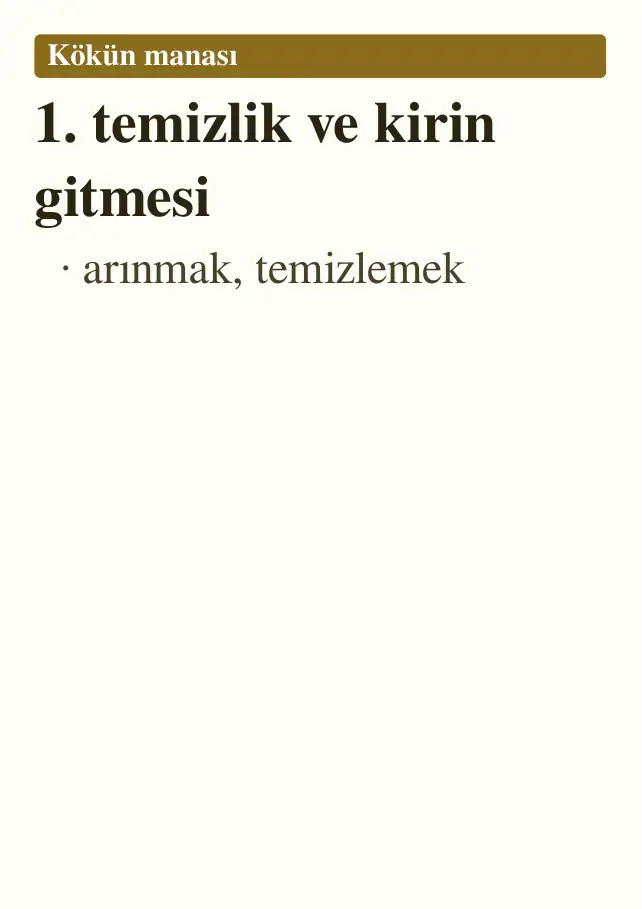 Kökün manası
1. temizlik ve kirin
gitmesi
· arınmak, temizlemek